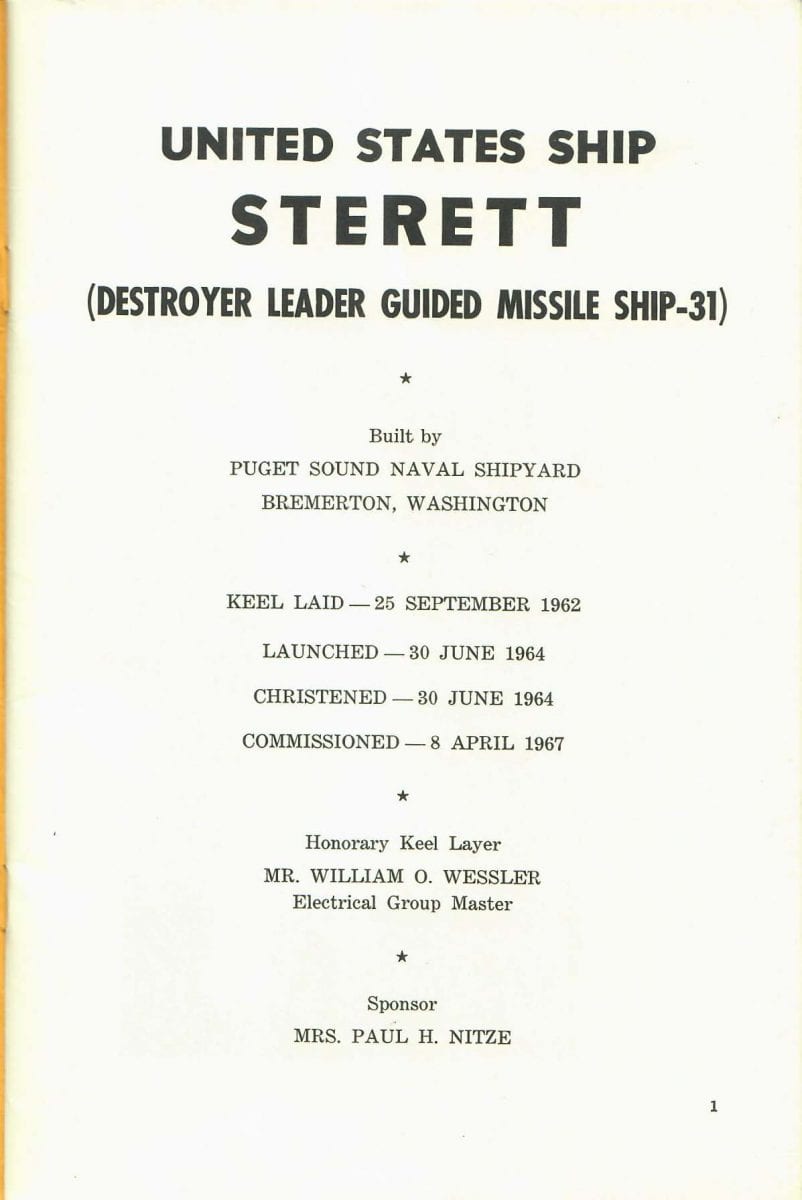 UNITED STATES SHIP
STERETT
(DESTROYER LEADER GUIDED MISSILE SHIP-31)
★
Built by
PUGET SOUND NAVAL SHIPYARD
BREMERTON, WASHINGTON
★
KEEL LAID — 25 SEPTEMBER 1962
LAUNCHED — 30 JUNE 1964
CHRISTENED — 30 JUNE 1964
COMMISSIONED — 8 APRIL 1967
★
Honorary Keel Layer
MR. WILLIAM O. WESSLER
Electrical Group Master
★
Sponsor
MRS. PAUL H. NITZE
1